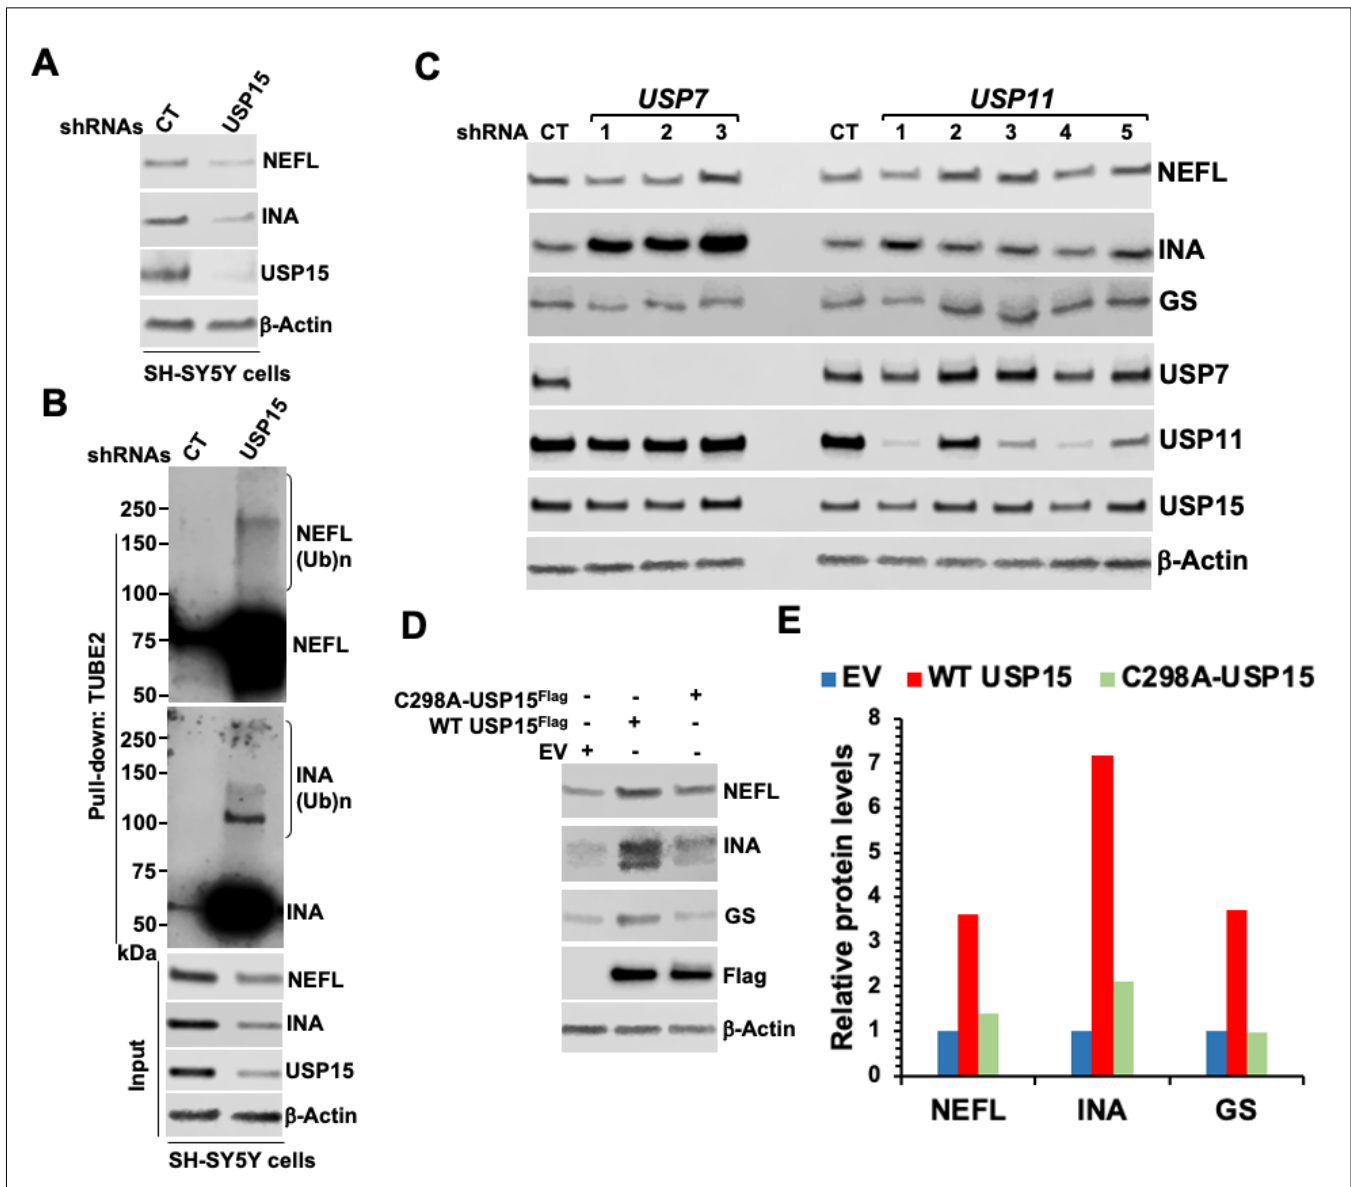 A
shRNAs CT USP15
NEFL
INA
USP15
β-Actin
SH-SY5Y cells
B
shRNAs CT USP15
250
150
100
75
50
NEFL
(Ub)n
NEFL
Pull-down: TUBE2
250
150
100
75
50
kDa
INA
(Ub)n
INA
Input
NEFL
INA
USP15
β-Actin
SH-SY5Y cells
C
USP7 USP11
shRNA CT 1 2 3 CT 1 2 3 4 5
NEFL
INA
GS
USP7
USP11
USP15
β-Actin
D
C298A-USP15Flag - - +
WT USP15Flag - + -
EV + - -
NEFL
INA
GS
Flag
β-Actin
E
EV WT USP15 C298A-USP15
Relative protein levels
8
7
6
5
4
3
2
1
0
NEFL INA GS